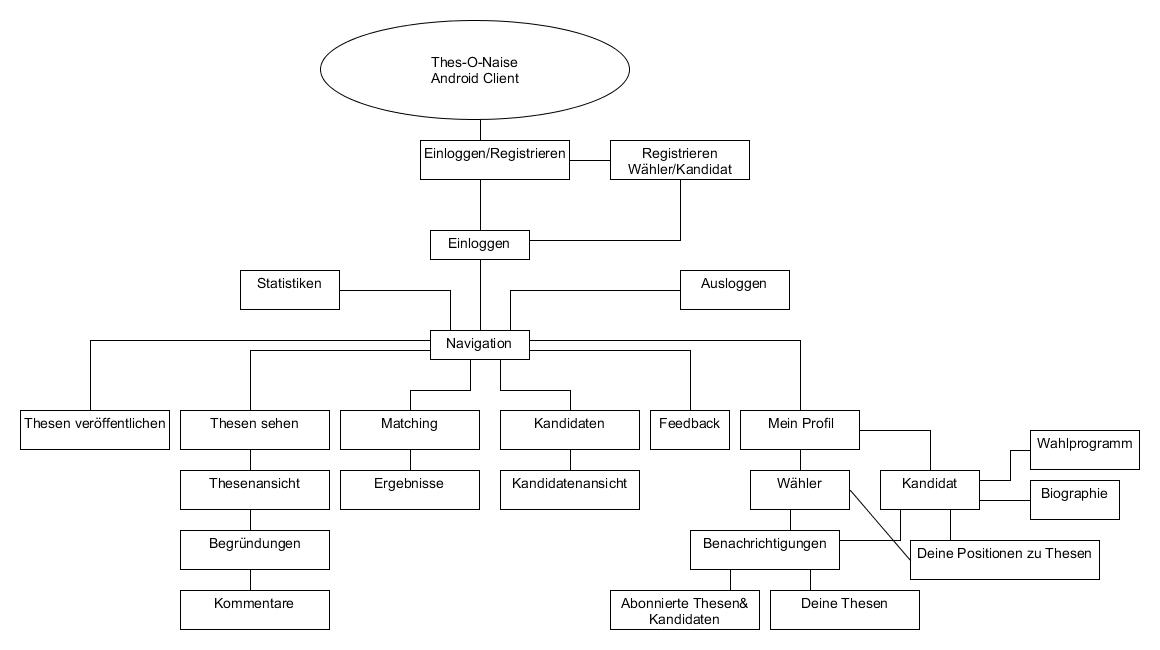 Thes-O-Naise
Android Client
Einloggen/Registrieren
Registrieren
Wähler/Kandidat
Einloggen
Statistiken
Ausloggen
Navigation
Thesen veröffentlichen
Thesen sehen
Matching
Kandidaten
Feedback
Mein Profil
Wahlprogramm
Thesenansicht
Ergebnisse
Kandidatenansicht
Wähler
Kandidat
Biographie
Begründungen
Benachrichtigungen
Deine Positionen zu Thesen
Kommentare
Abonnierte Thesen&
Kandidaten
Deine Thesen